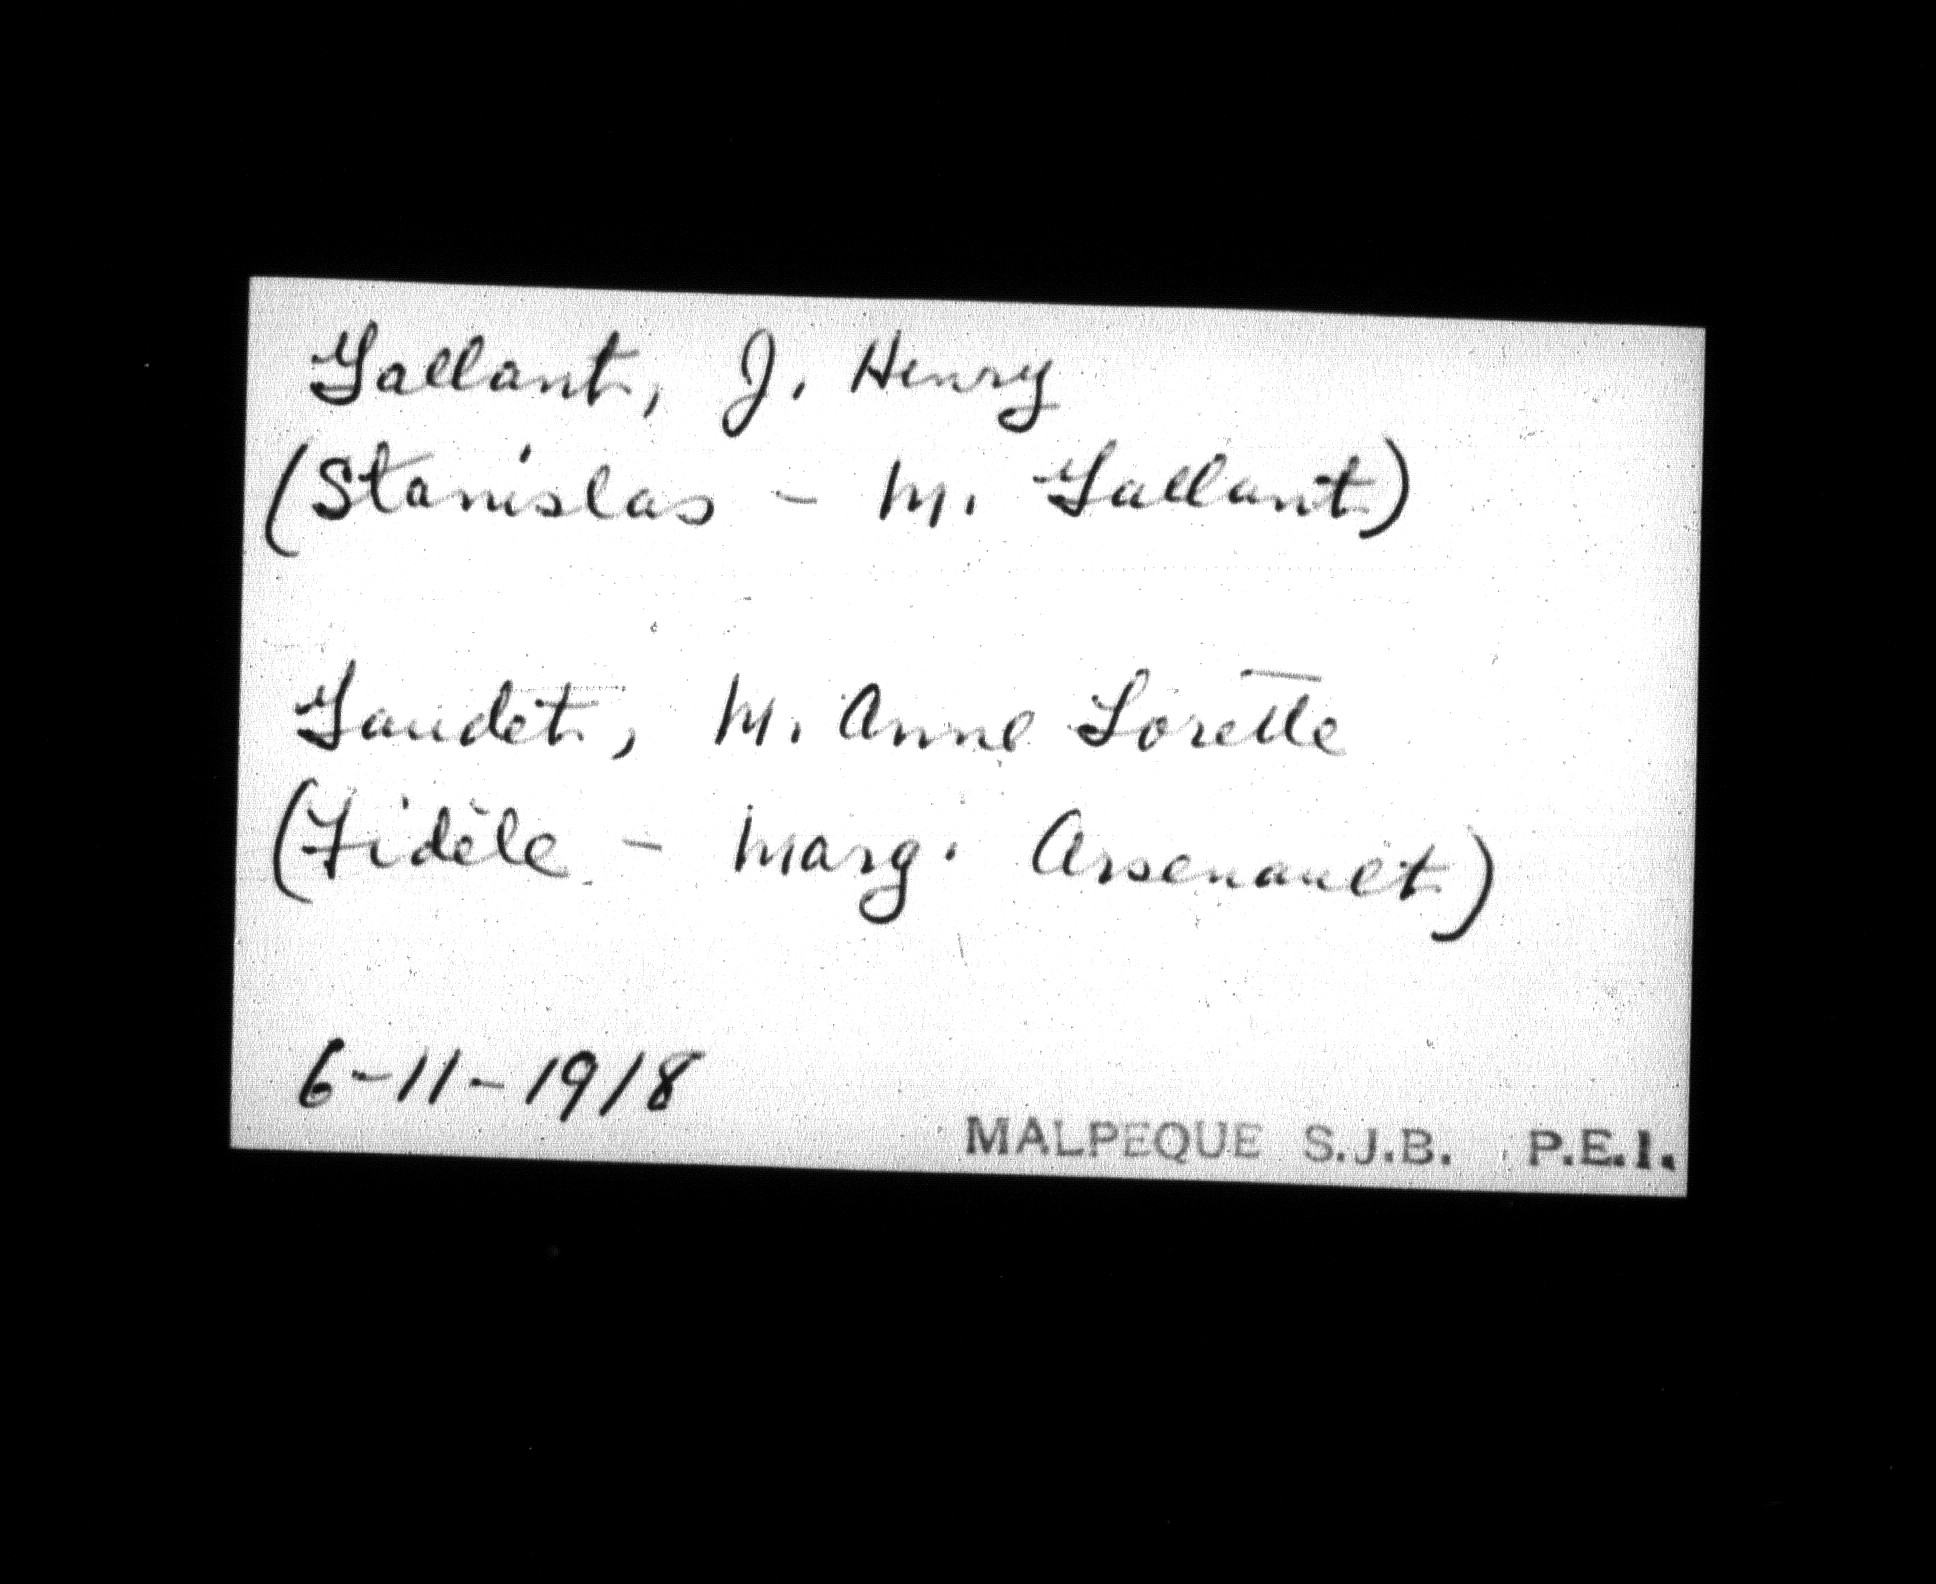 Gallant, J. Henry
(Stanislas - M. Gallant)
Gaudet, M. Anne Lorette
(Fidèle - Marg. Arsenault)
6-11-1918
MALPEQUE S.J.B. P.E.I.